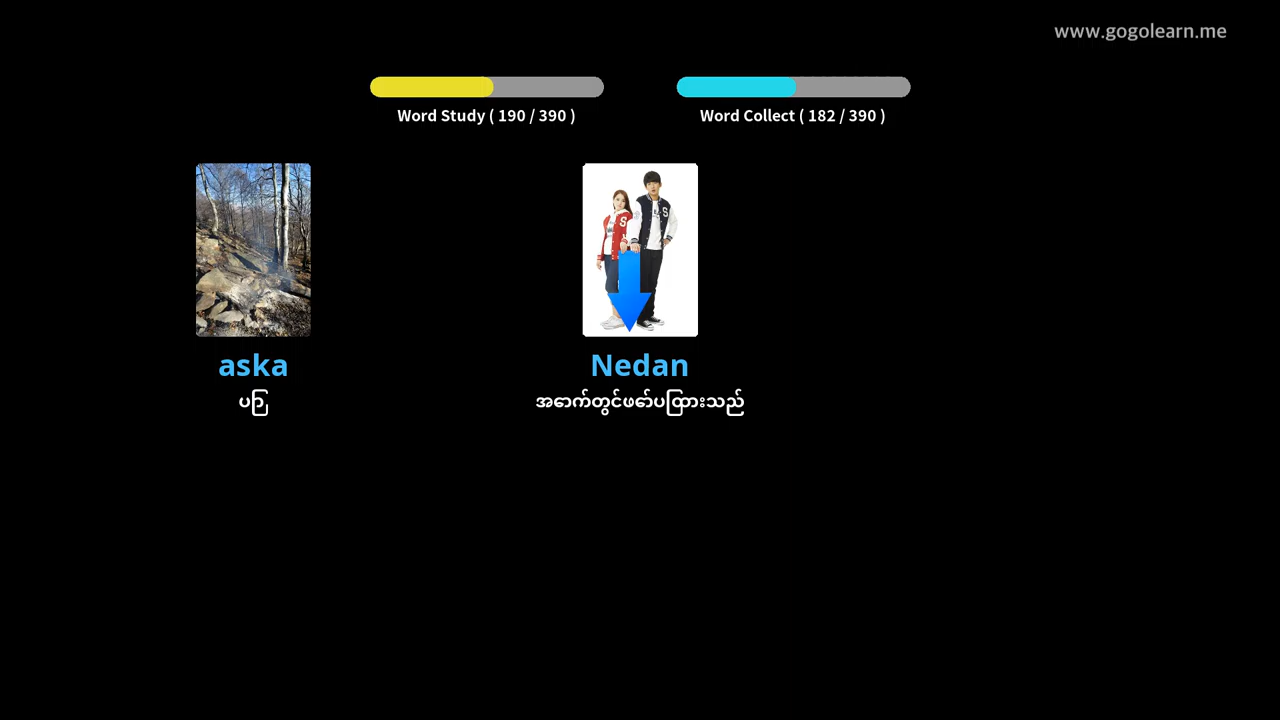 www.gogolearn.me
Word Study ( 190 / 390 )
Word Collect ( 182 / 390 )
aska
ပြာ
Nedan
အောက်တွင်ဖော်ပြထားသည်